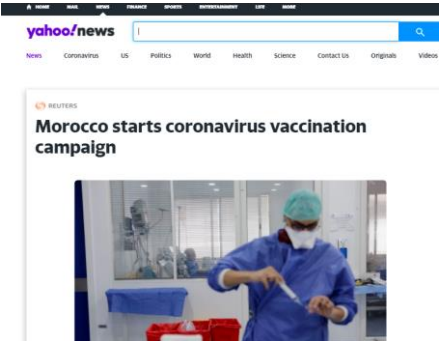 HOME MAIL NEWS FINANCE SPORTS ENTERTAINMENT LIFE MORE
yahoo!news
News Coronavirus US Politics World Health Science Contact Us Originals Videos
REUTERS
Morocco starts coronavirus vaccination
campaign